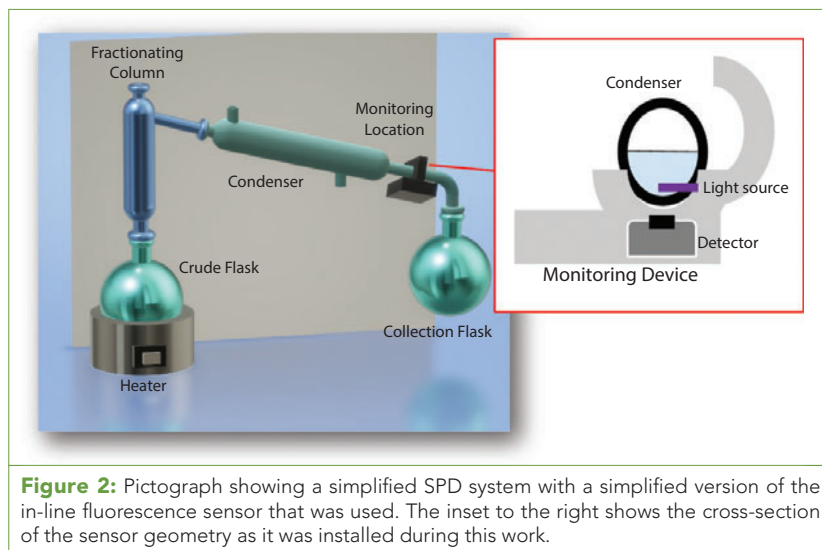 Fractionating
Column
Monitoring
Location
Condenser
Crude Flask
Collection Flask
Heater
Condenser
Light source
Detector
Monitoring Device
Figure 2: Pictograph showing a simplified SPD system with a simplified version of the
in-line fluorescence sensor that was used. The inset to the right shows the cross-section
of the sensor geometry as it was installed during this work.